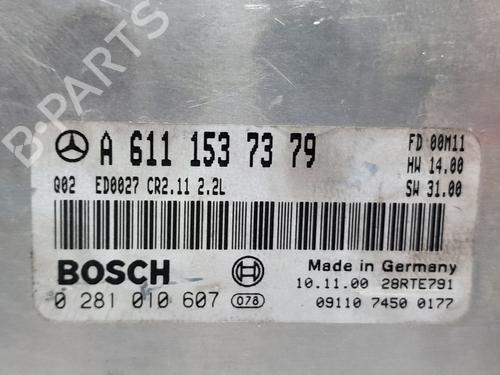 B-PARTS
A 611 153 73 79
FD 00M11
HW 14.00
Q02 ED0027 CR2.11 2.2L
SW 31.00
BOSCH
Made in Germany
10.11.00 28RTE791
0 281 010 607 078
09110 7450 0177